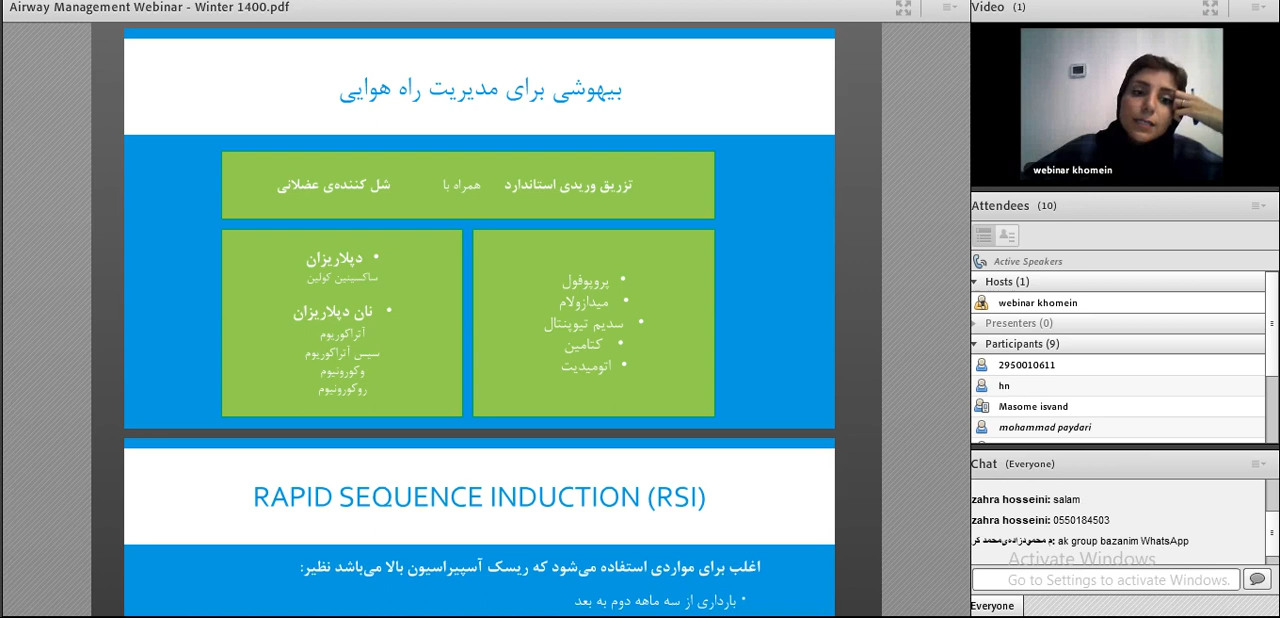 Airway Management Webinar - Winter 1400.pdf
بیهوشی برای مدیریت راه هوایی
تزریق وریدی استاندارد همراه با شل کننده‌ی عضلانی
• پروپوفول
• میدازولام
• سدیم تیوپنتال
• کتامین
• اتومیدیت
• دپلاریزان
ساکسینین کولین
• نان دپلاریزان
آتراکوریوم
سیس آتراکوریوم
وکورونیوم
روکورونیوم
RAPID SEQUENCE INDUCTION (RSI)
اغلب برای مواردی استفاده می‌شود که ریسک آسپیراسیون بالا می‌باشد نظیر:
• بارداری از سه ماهه دوم به بعد
Video (1)
webinar khomein
Attendees (10)
Active Speakers
Hosts (1)
webinar khomein
Presenters (0)
Participants (9)
2950010611
hn
Masome isvand
mohammad paydari
Chat (Everyone)
zahra hosseini: salam
zahra hosseini: 0550184503
ak group bazanim WhatsApp
Activate Windows
Go to Settings to activate Windows.
Everyone